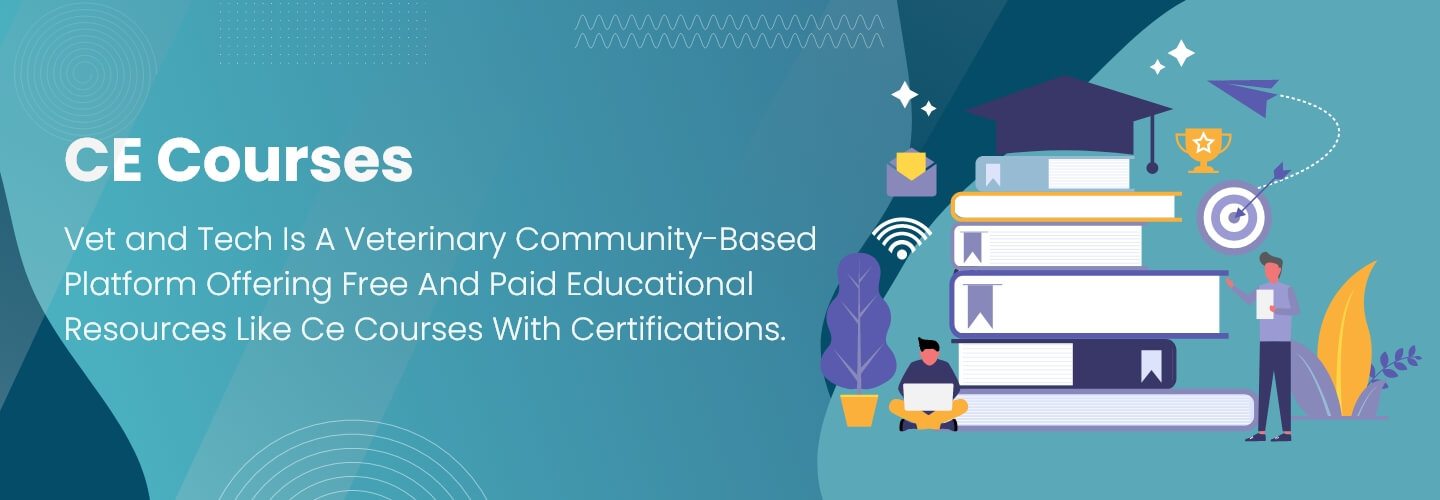 CE Courses
Vet and Tech Is A Veterinary Community-Based
Platform Offering Free And Paid Educational
Resources Like Ce Courses With Certifications.